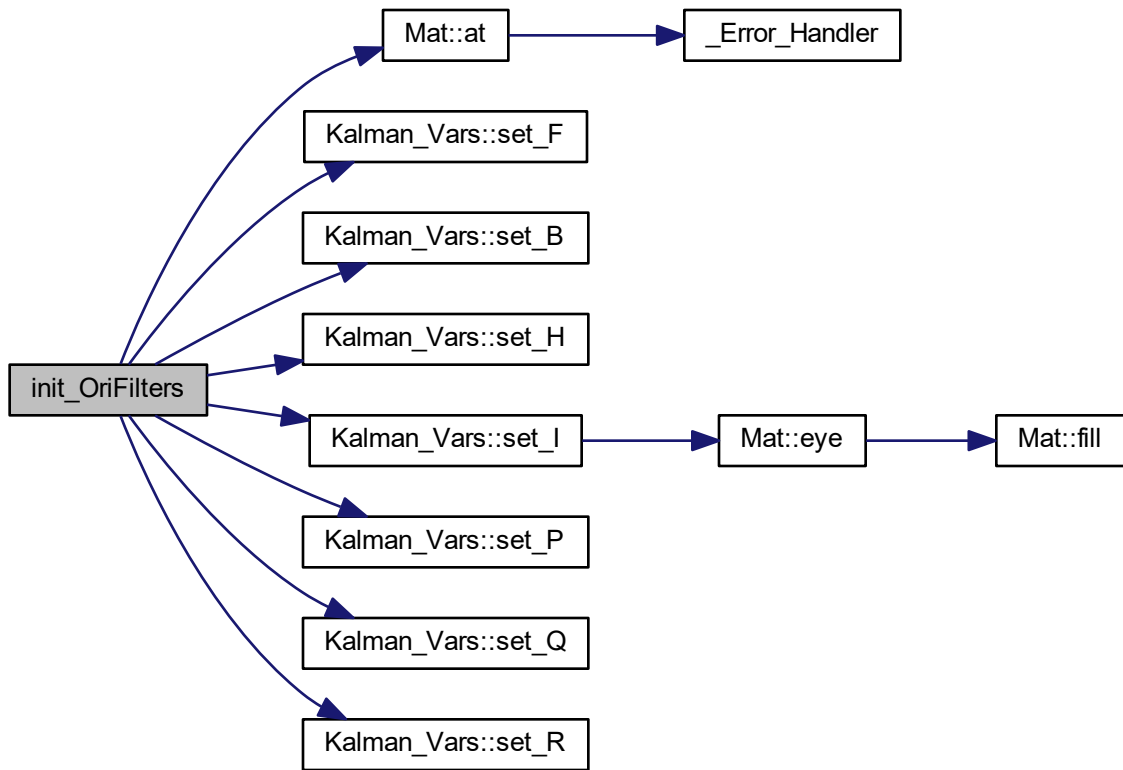 Mat::at
_Error_Handler
Kalman_Vars::set_F
Kalman_Vars::set_B
Kalman_Vars::set_H
init_OriFilters
Kalman_Vars::set_I
Mat::eye
Mat::fill
Kalman_Vars::set_P
Kalman_Vars::set_Q
Kalman_Vars::set_R